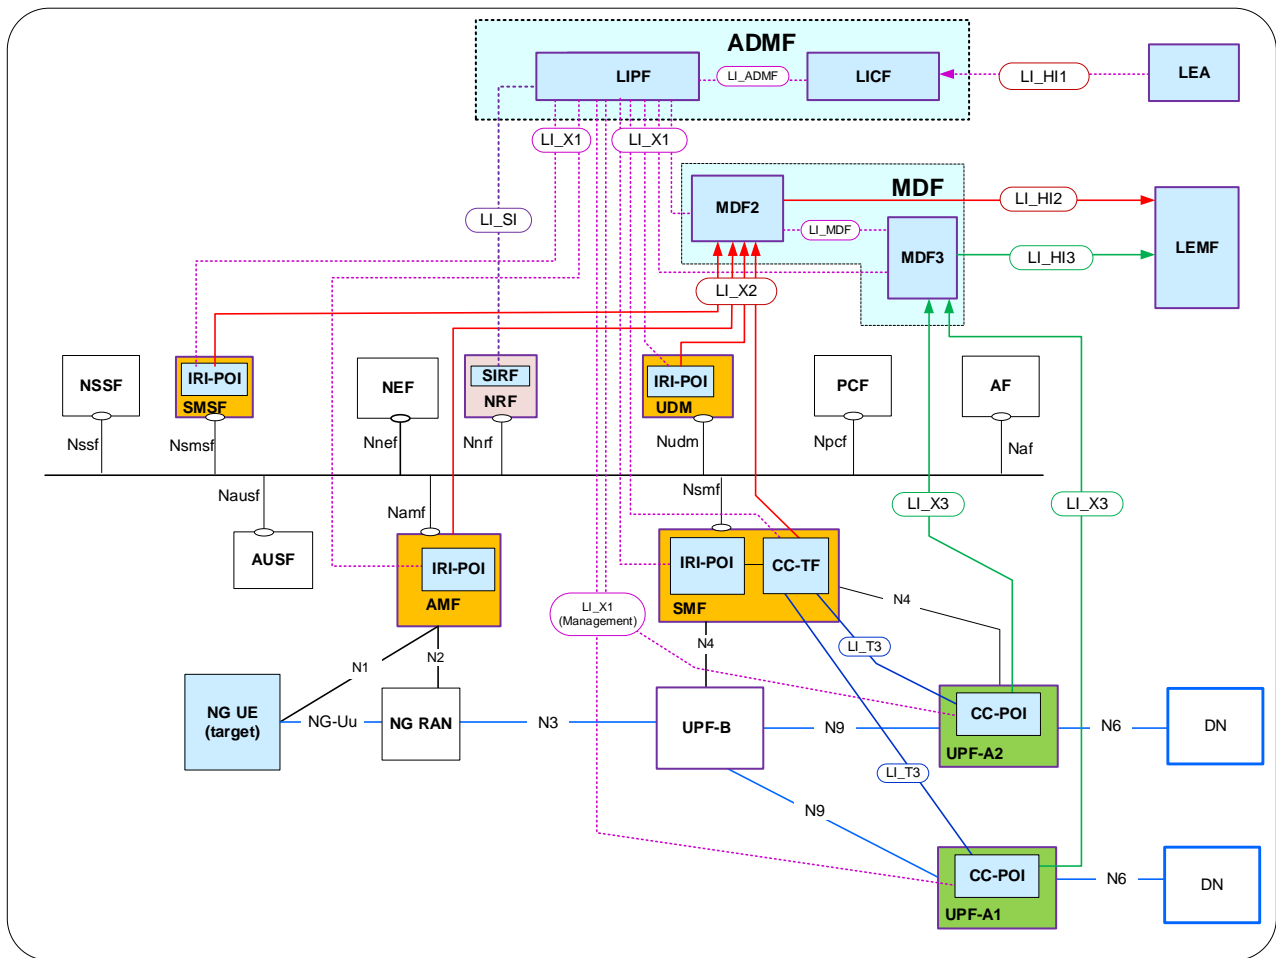 ADMF
LIPF
LI_ADMF
LICF
LI_HI1
LEA
LI_X1
LI_X1
MDF
MDF2
LI_HI2
LI_SI
LI_MDF
LEMF
MDF3
LI_HI3
LI_X2
NSSF
IRI-POI
SMSF
NEF
SIRF
NRF
IRI-POI
UDM
PCF
AF
Nssf
Nsmsf
Nnef
Nnrf
Nudm
Npcf
Naf
Nausf
Namf
Nsmf
LI_X3
LI_X3
AUSF
IRI-POI
AMF
IRI-POI
CC-TF
SMF
N4
LI_X1
(Management)
N4
LI_T3
N1
N2
NG UE
(target)
NG-Uu
NG RAN
N3
UPF-B
N9
CC-POI
UPF-A2
N6
DN
LI_T3
N9
CC-POI
UPF-A1
N6
DN